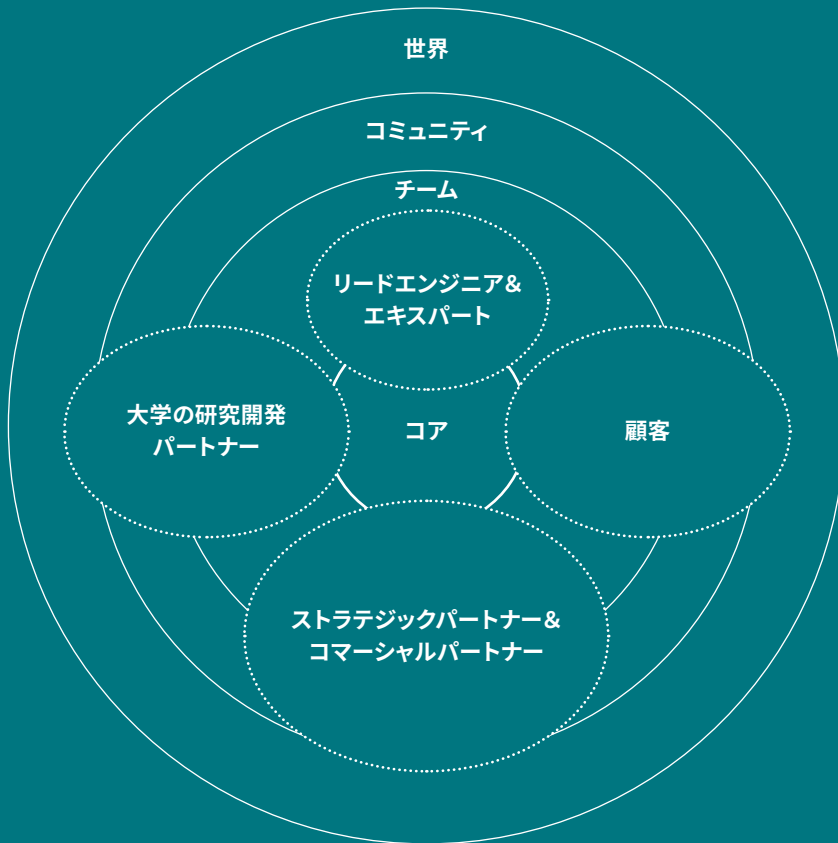 世界
コミュニティ
チーム
リードエンジニア&
エキスパート
大学の研究開発
パートナー
コア
顧客
ストラテジックパートナー&
コマーシャルパートナー